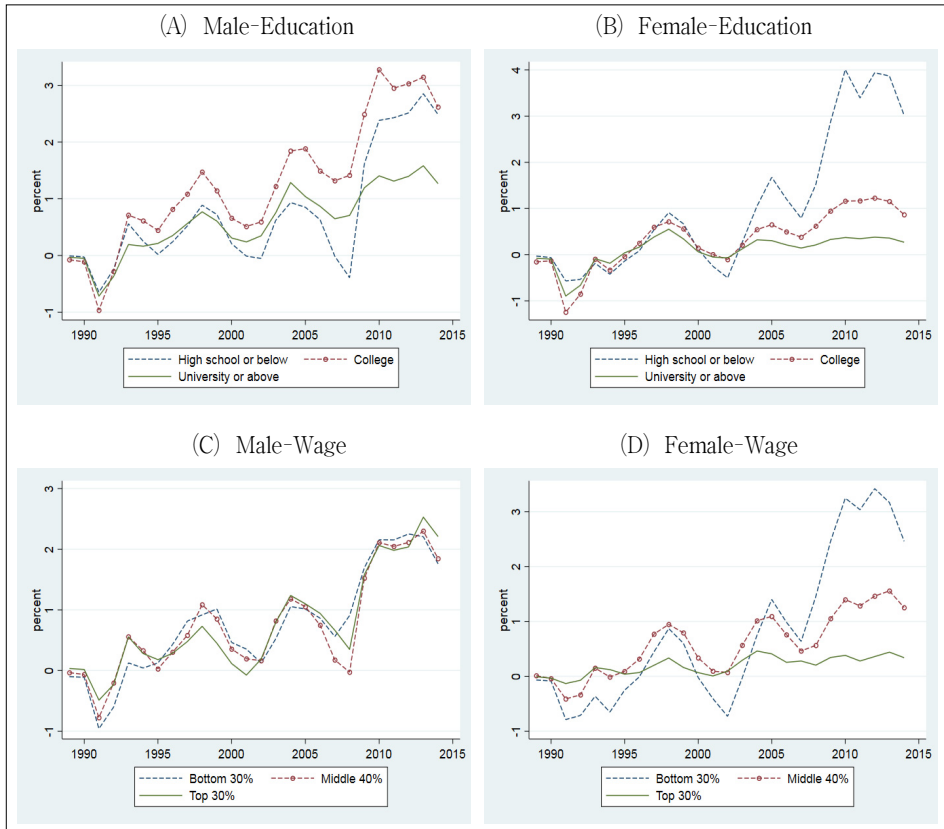 (A) Male-Education
percent
3
2
1
0
-1
1990 1995 2000 2005 2010 2015
High school or below College
University or above
(B) Female-Education
percent
4
3
2
1
0
-1
1990 1995 2000 2005 2010 2015
High school or below College
University or above
(C) Male-Wage
percent
3
2
1
0
-1
1990 1995 2000 2005 2010 2015
Bottom 30% Middle 40%
Top 30%
(D) Female-Wage
percent
3
2
1
0
-1
1990 1995 2000 2005 2010 2015
Bottom 30% Middle 40%
Top 30%